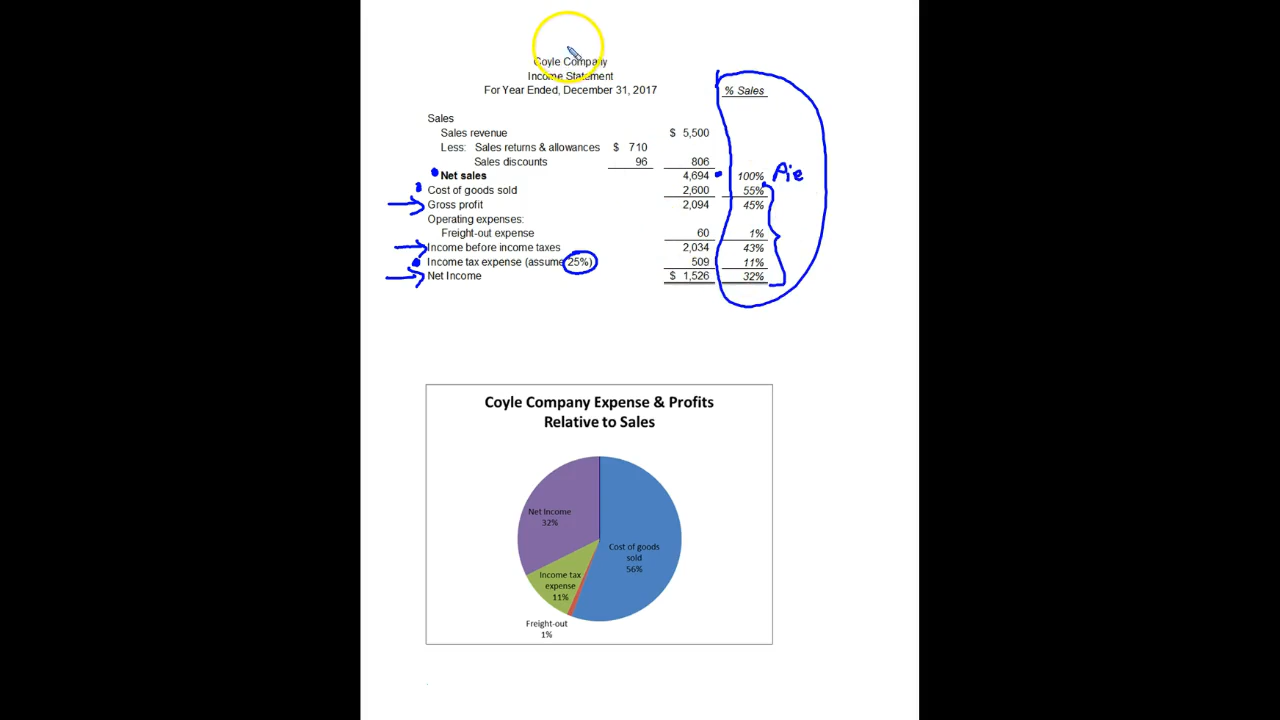 Coyle Company
Income Statement
For Year Ended, December 31, 2017
% Sales
Sales
Sales revenue $ 5,500
Less: Sales returns & allowances $ 710
Sales discounts 96 806
Net sales 4,694 100% Pie
Cost of goods sold 2,600 55%
Gross profit 2,094 45%
Operating expenses:
Freight-out expense 60 1%
Income before income taxes 2,034 43%
Income tax expense (assume 25%) 509 11%
Net Income $ 1,526 32%
Coyle Company Expense & Profits
Relative to Sales
Net Income
32%
Cost of goods
sold
56%
Income tax
expense
11%
Freight-out
1%